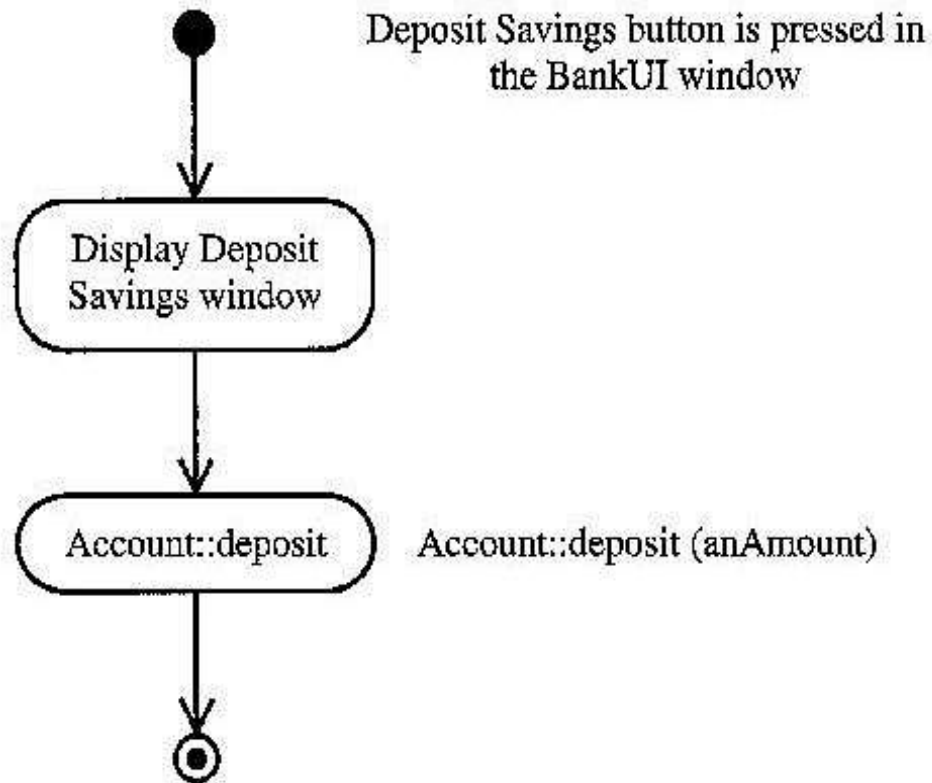 Deposit Savings button is pressed in
the BankUI window
Display Deposit
Savings window
Account::deposit
Account::deposit (anAmount)